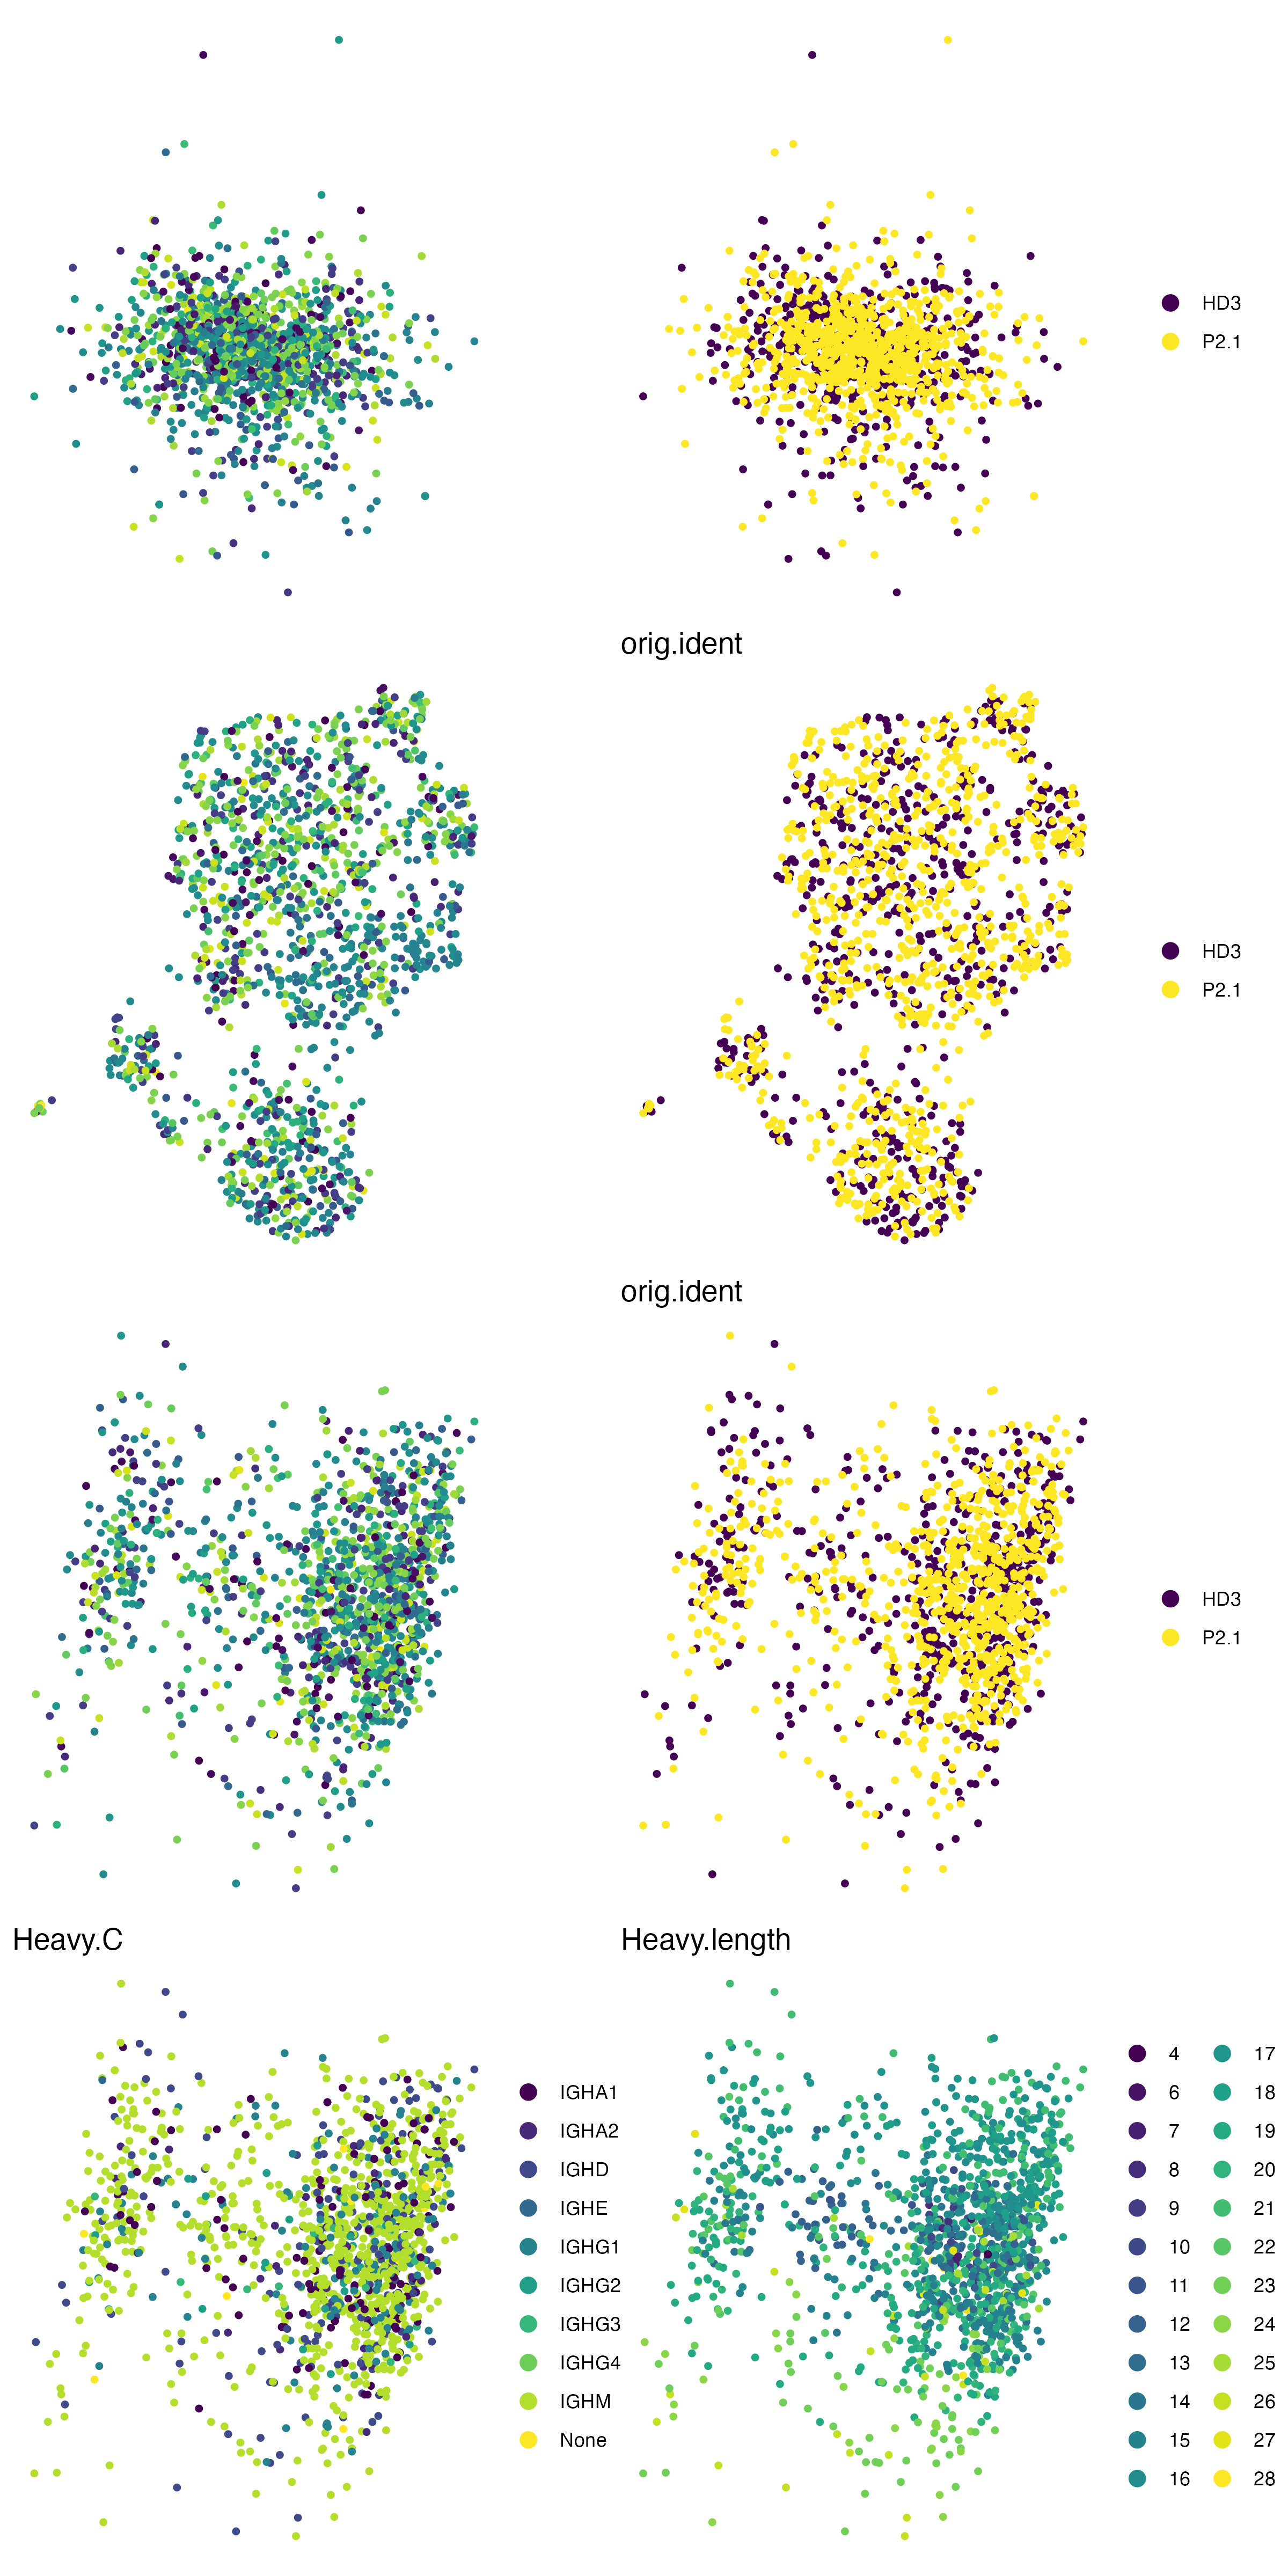 HD3
P2.1
orig.ident
HD3
P2.1
orig.ident
HD3
P2.1
Heavy.C
Heavy.length
IGHA1
IGHA2
IGHD
IGHE
IGHG1
IGHG2
IGHG3
IGHG4
IGHM
None
4 17
6 18
7 19
8 20
9 21
10 22
11 23
12 24
13 25
14 26
15 27
16 28